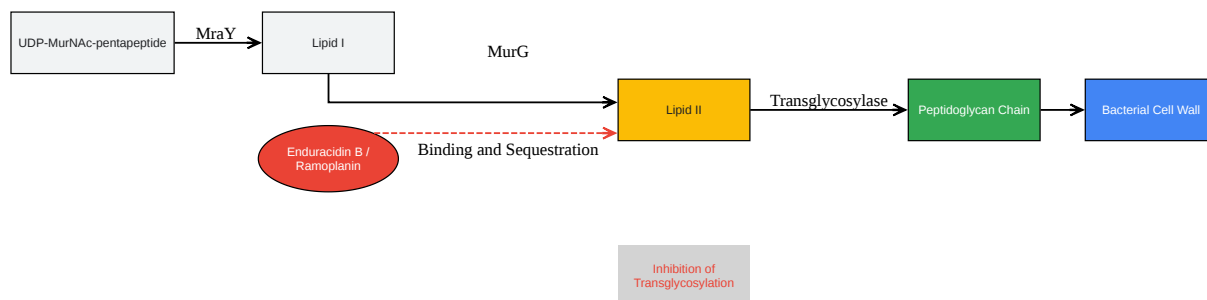 UDP-MurNAc-pentapeptide
MraY
Lipid I
MurG
Lipid II
Transglycosylase
Peptidoglycan Chain
Bacterial Cell Wall
Enduracidin B /
Ramoplanin
Binding and Sequestration
Inhibition of
Transglycosylation